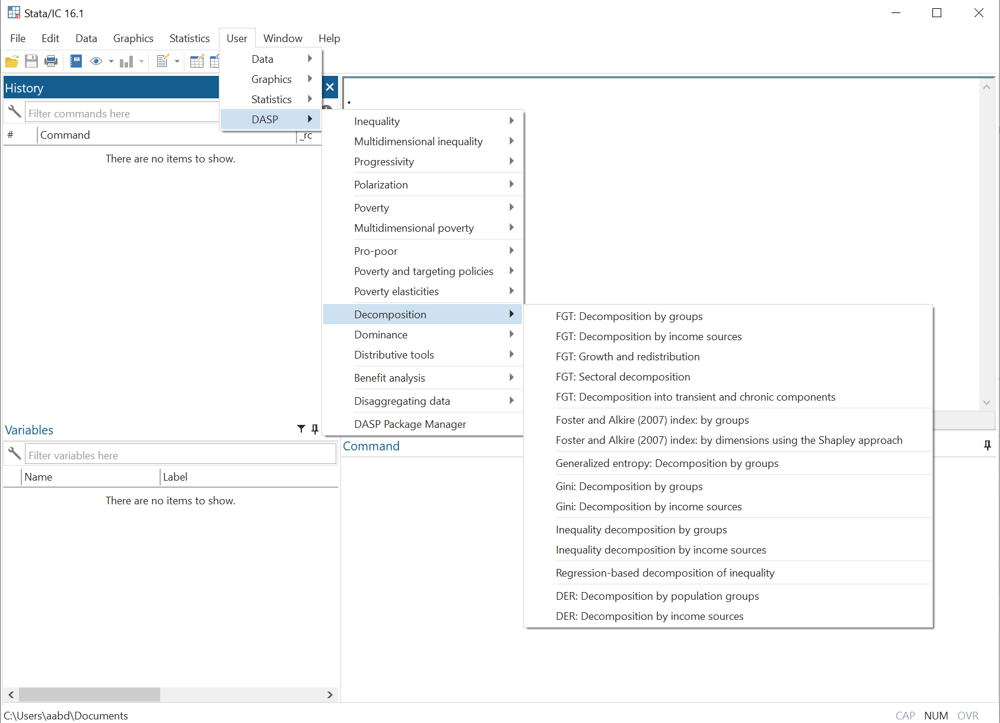 Stata/IC 16.1
File Edit Data Graphics Statistics User Window Help
Data
Graphics
Statistics
DASP
History
Filter commands here
# Command _rc
There are no items to show.
.
Inequality
Multidimensional inequality
Progressivity
Polarization
Poverty
Multidimensional poverty
Pro-poor
Poverty and targeting policies
Poverty elasticities
Decomposition
Dominance
Distributive tools
Benefit analysis
Disaggregating data
DASP Package Manager
FGT: Decomposition by groups
FGT: Decomposition by income sources
FGT: Growth and redistribution
FGT: Sectoral decomposition
FGT: Decomposition into transient and chronic components
Foster and Alkire (2007) index: by groups
Foster and Alkire (2007) index: by dimensions using the Shapley approach
Generalized entropy: Decomposition by groups
Gini: Decomposition by groups
Gini: Decomposition by income sources
Inequality decomposition by groups
Inequality decomposition by income sources
Regression-based decomposition of inequality
DER: Decomposition by population groups
DER: Decomposition by income sources
Variables
Filter variables here
Name Label
There are no items to show.
Command
C:\Users\aabd\Documents
CAP NUM OVR